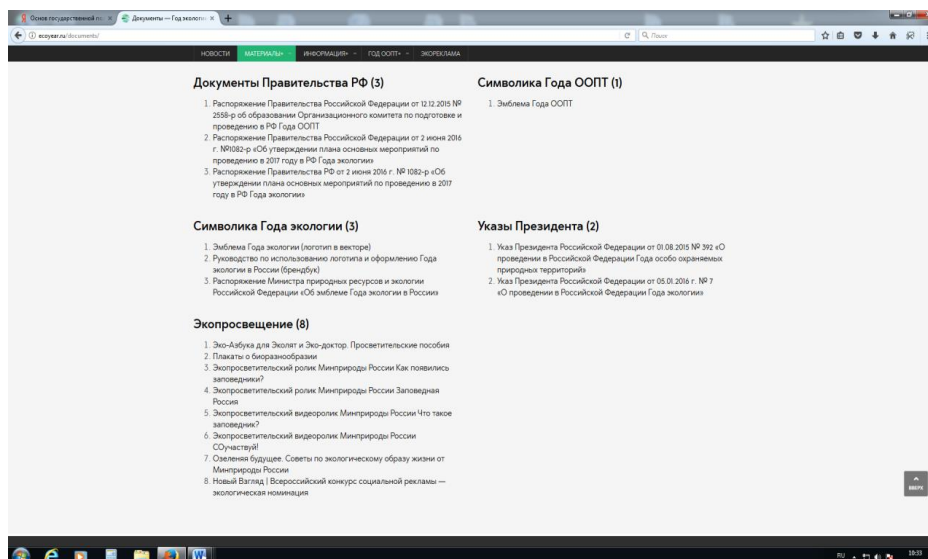 Документы — Год экологи
ecoyear.ru/documents/
Поиск
НОВОСТИ МАТЕРИАЛЫ+ ИНФОРМАЦИЯ+ ГОД ООПТ+ ЭКОРЕКЛАМА
Документы Правительства РФ (3)
1. Распоряжение Правительства Российской Федерации от 12.12.2015 №
2558-р об образовании Организационного комитета по подготовке и
проведению в РФ Года ООПТ
2. Распоряжение Правительства Российской Федерации от 2 июня 2016
г. №1082-р «Об утверждении плана основных мероприятий по
проведению в 2017 году в РФ Года экологии»
3. Распоряжение Правительства РФ от 2 июня 2016 г. № 1082-р «Об
утверждении плана основных мероприятий по проведению в 2017
году в РФ Года экологии»
Символика Года ООПТ (1)
1. Эмблема Года ООПТ
Символика Года экологии (3)
1. Эмблема Года экологии (логотип в векторе)
2. Руководство по использованию логотипа и оформлению Года
экологии в России (брендбук)
3. Распоряжение Министра природных ресурсов и экологии
Российской Федерации «Об эмблеме Года экологии в России»
Указы Президента (2)
1. Указ Президента Российской Федерации от 01.08.2015 № 392 «О
проведении в Российской Федерации Года особо охраняемых
природных территорий»
2. Указ Президента Российской Федерации от 05.01.2016 г. № 7
«О проведении в Российской Федерации Года экологии»
Экопросвещение (8)
1. Эко-Азбука для Эколят и Эко-доктор. Просветительские пособия
2. Плакаты о биоразнообразии
3. Экопросветительский ролик Минприроды России Как появились
заповедники?
4. Экопросветительский ролик Минприроды России Заповедная
Россия
5. Экопросветительский видеоролик Минприроды России Что такое
заповедник?
6. Экопросветительский видеоролик Минприроды России
СОучаствуй!
7. Озеленяя будущее. Советы по экологическому образу жизни от
Минприроды России
8. Новый Взгляд | Всероссийский конкурс социальной рекламы —
экологическая номинация
ВВЕРХ
RU 10:33